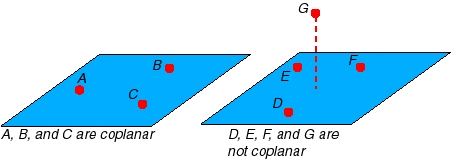 G
A
B
C
E
F
D
A, B, and C are coplanar
D, E, F, and G are
not coplanar